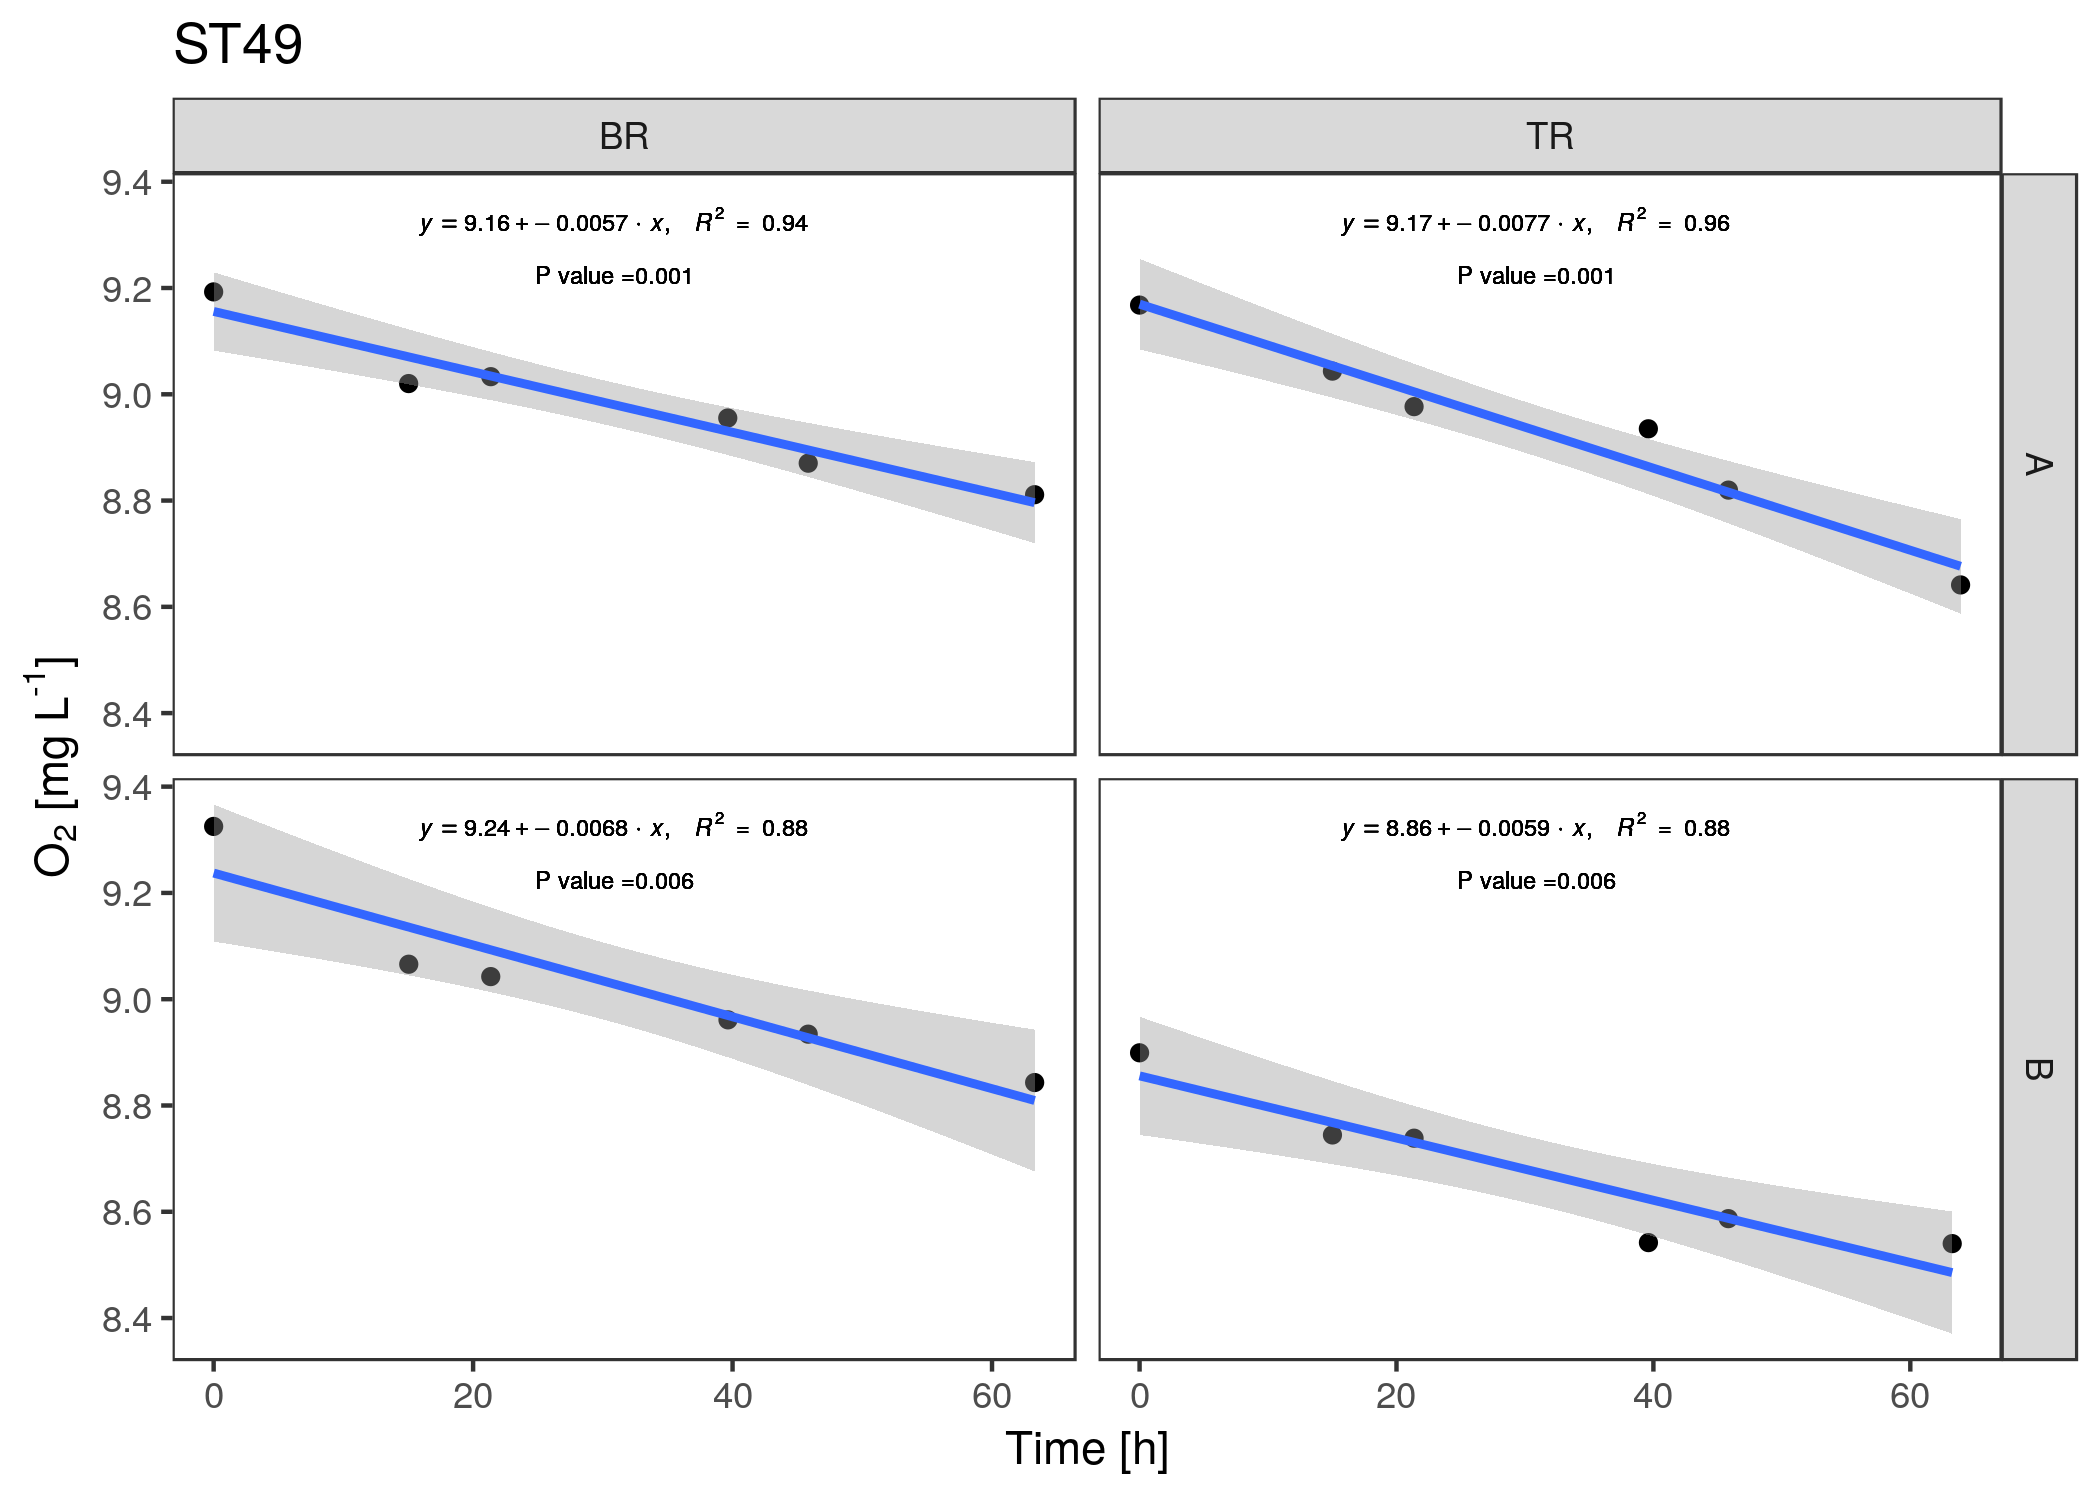 ST49
BR
TR
9.4
9.2
9.0
8.8
8.6
8.4
y = 9.16 + − 0.0057 · x,   R² = 0.94
P value =0.001
y = 9.17 + − 0.0077 · x,   R² = 0.96
P value =0.001
A
O₂ [mg L⁻¹]
9.4
9.2
9.0
8.8
8.6
8.4
y = 9.24 + − 0.0068 · x,   R² = 0.88
P value =0.006
y = 8.86 + − 0.0059 · x,   R² = 0.88
P value =0.006
B
0 20 40 60
0 20 40 60
Time [h]